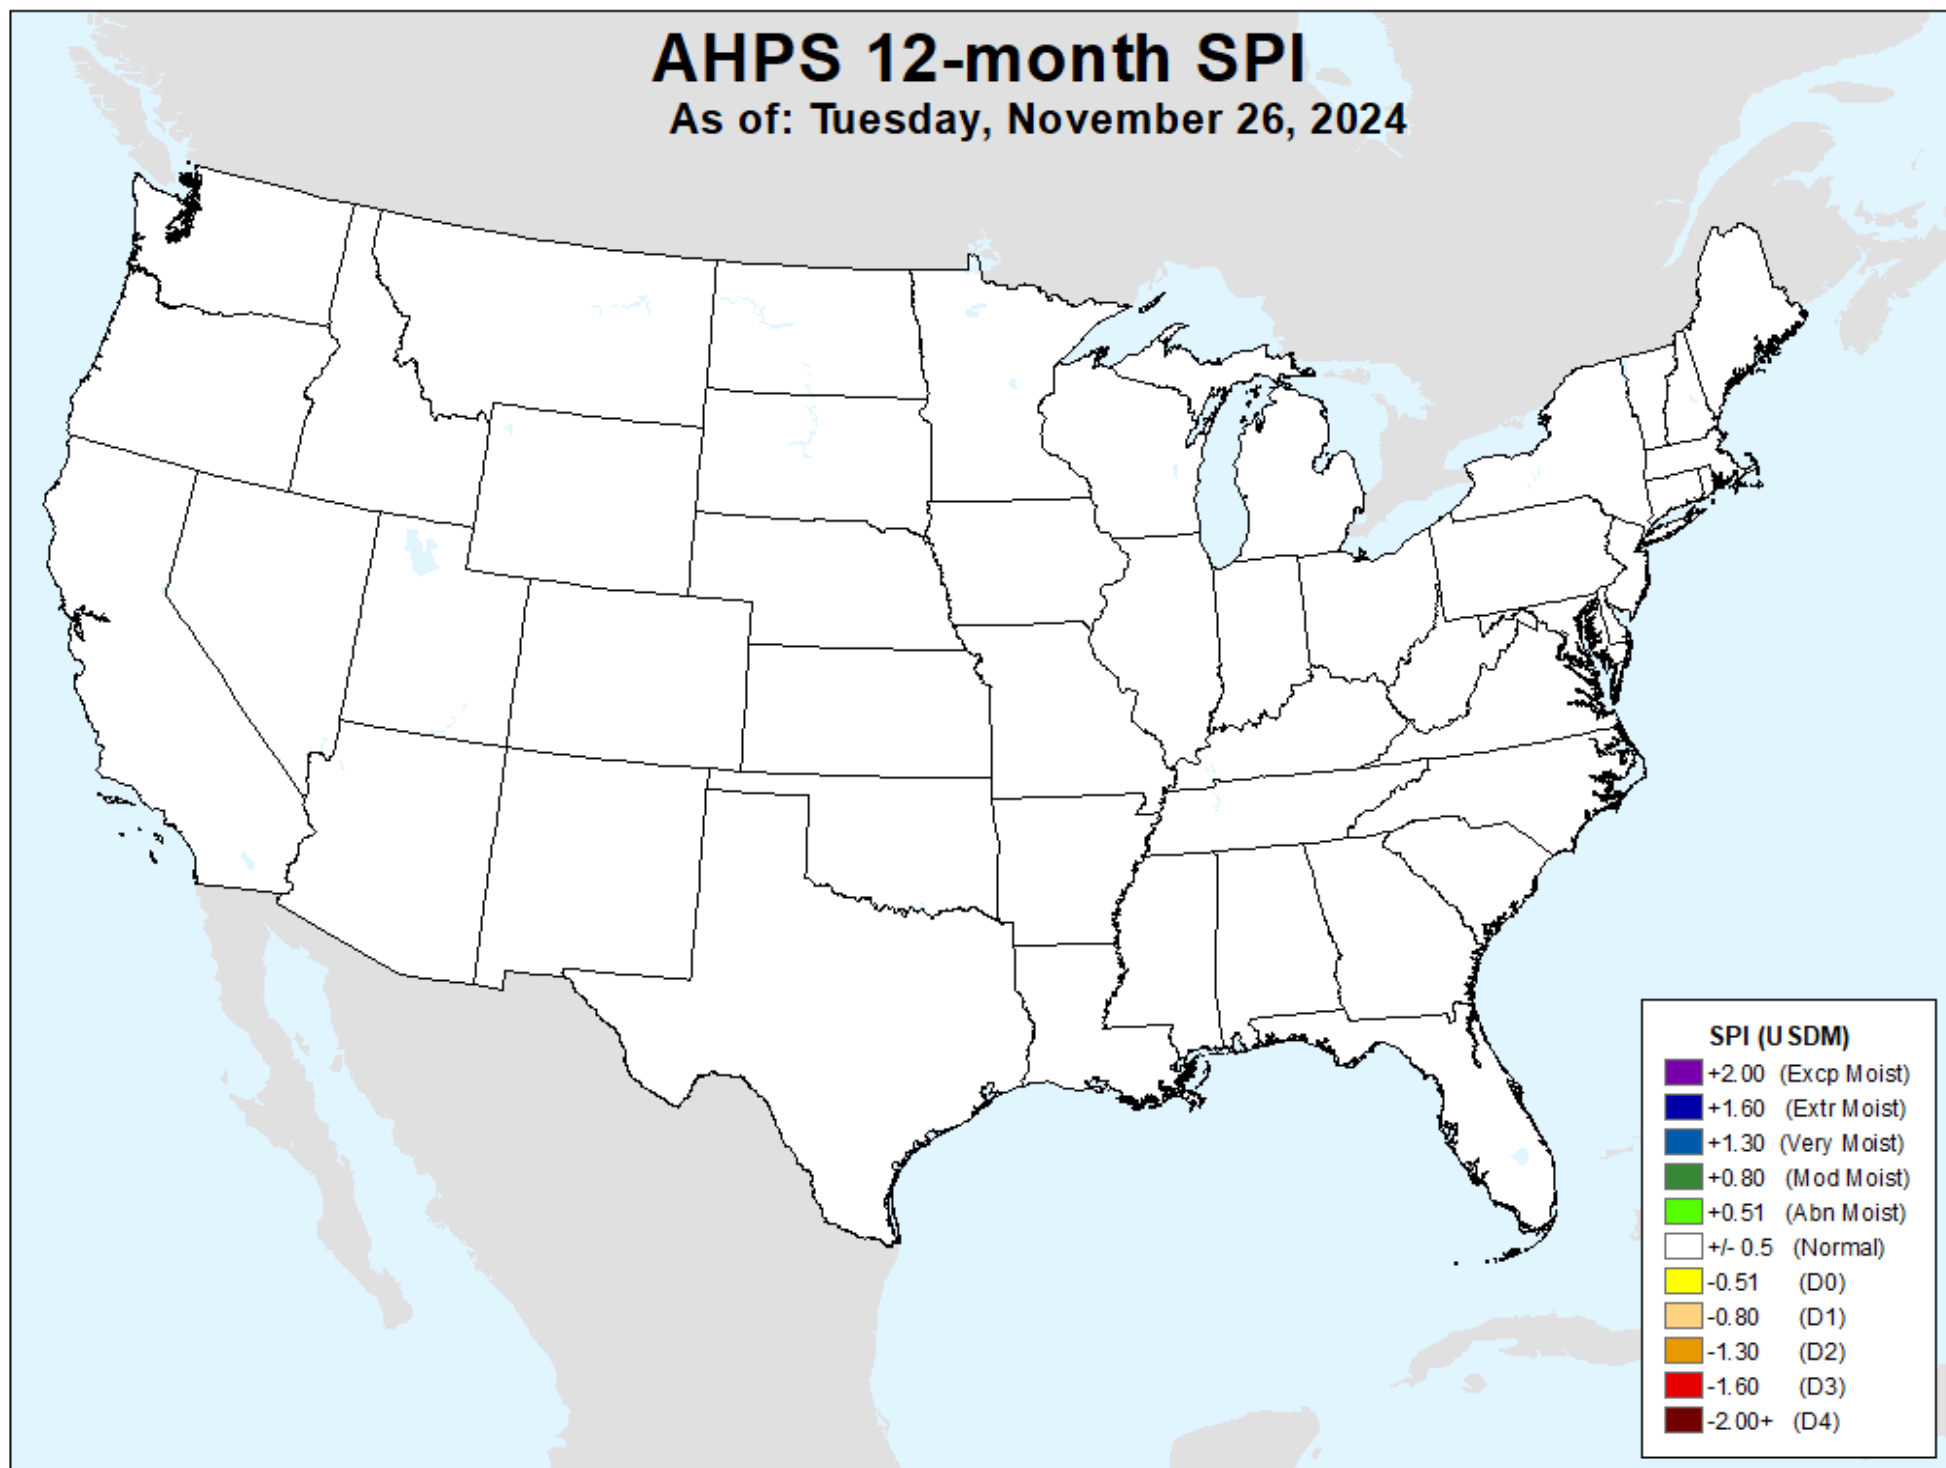 AHPS 12-month SPI
As of: Tuesday, November 26, 2024
SPI (USDM)
+2.00 (Excp Moist)
+1.60 (Extr Moist)
+1.30 (Very Moist)
+0.80 (Mod Moist)
+0.51 (Abn Moist)
+/- 0.5 (Normal)
-0.51 (D0)
-0.80 (D1)
-1.30 (D2)
-1.60 (D3)
-2.00+ (D4)